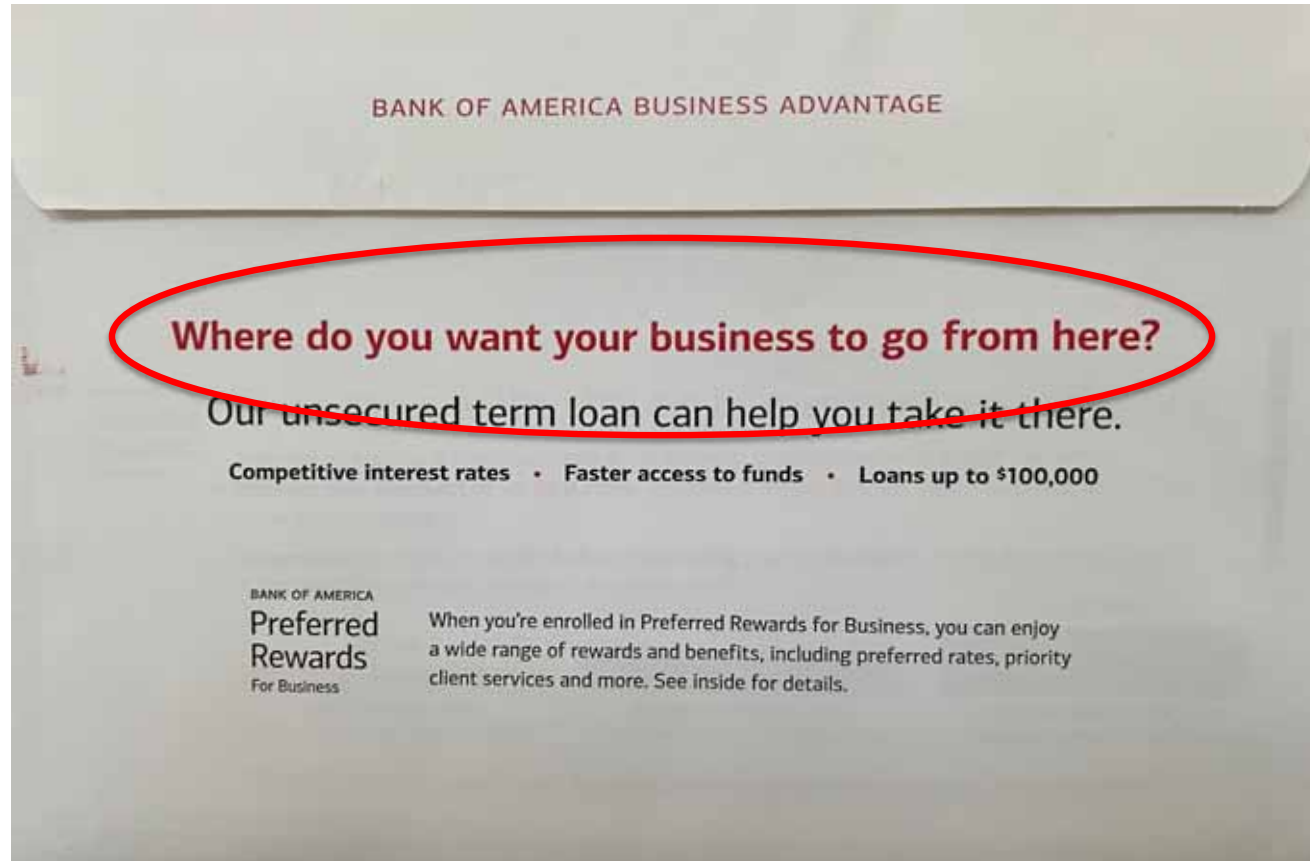 BANK OF AMERICA BUSINESS ADVANTAGE
Where do you want your business to go from here?
Our unsecured term loan can help you take it there.
Competitive interest rates • Faster access to funds • Loans up to $100,000
BANK OF AMERICA
Preferred
Rewards
For Business
When you're enrolled in Preferred Rewards for Business, you can enjoy
a wide range of rewards and benefits, including preferred rates, priority
client services and more. See inside for details.